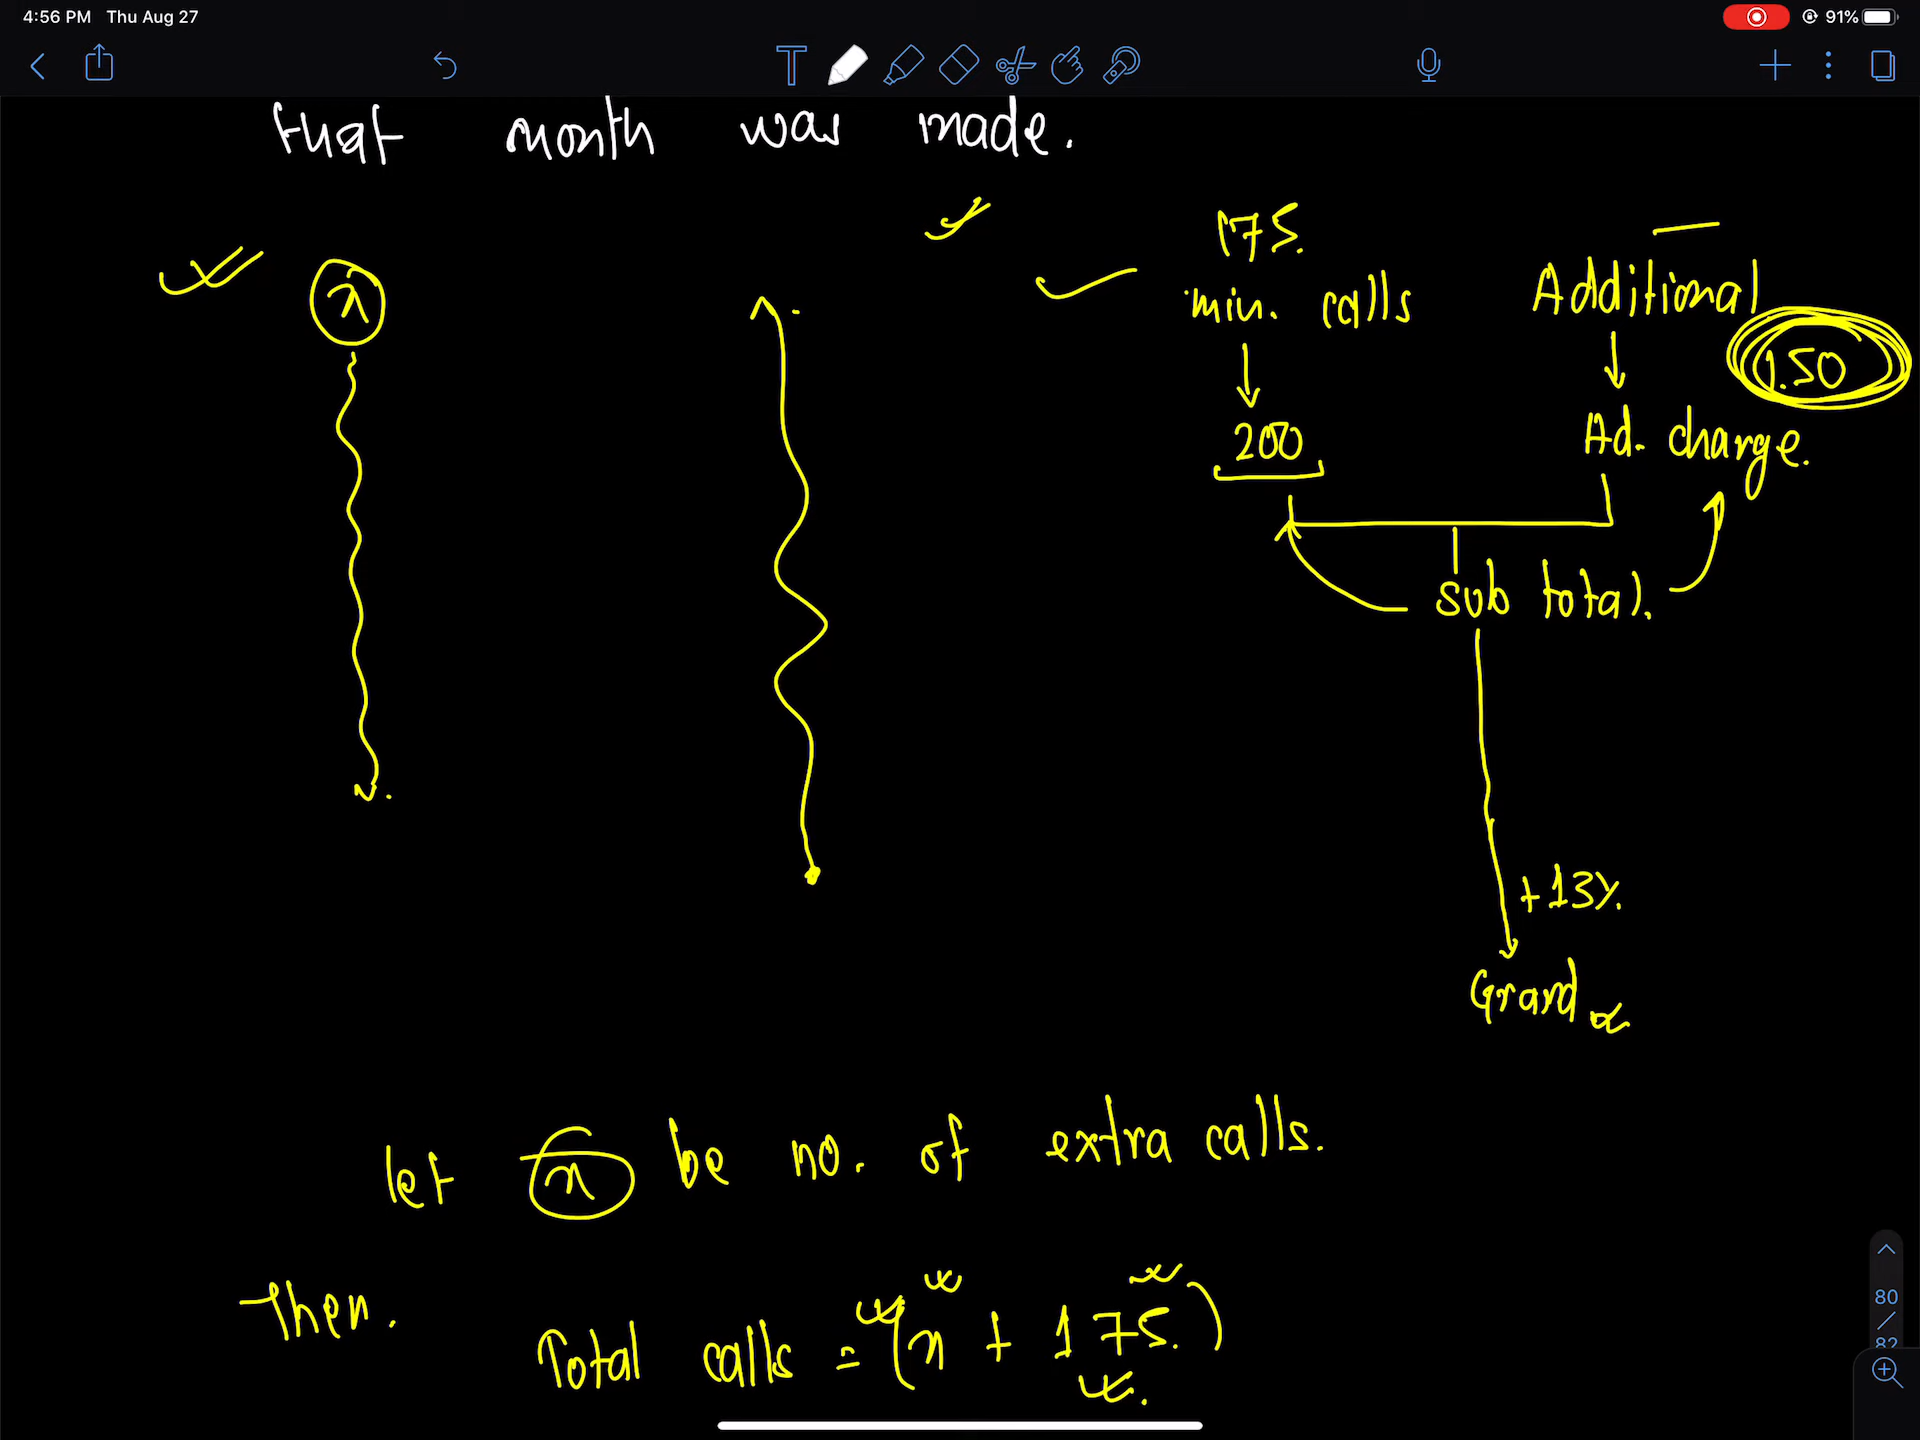 4:56 PM Thu Aug 27
91%
that month was made.
x
175.
min. calls
200
Additional
1.50
Ad. charge.
sub total.
+13%
Grand
let x be no. of extra calls.
Then.
Total calls = (x + 175.)
80
/
82